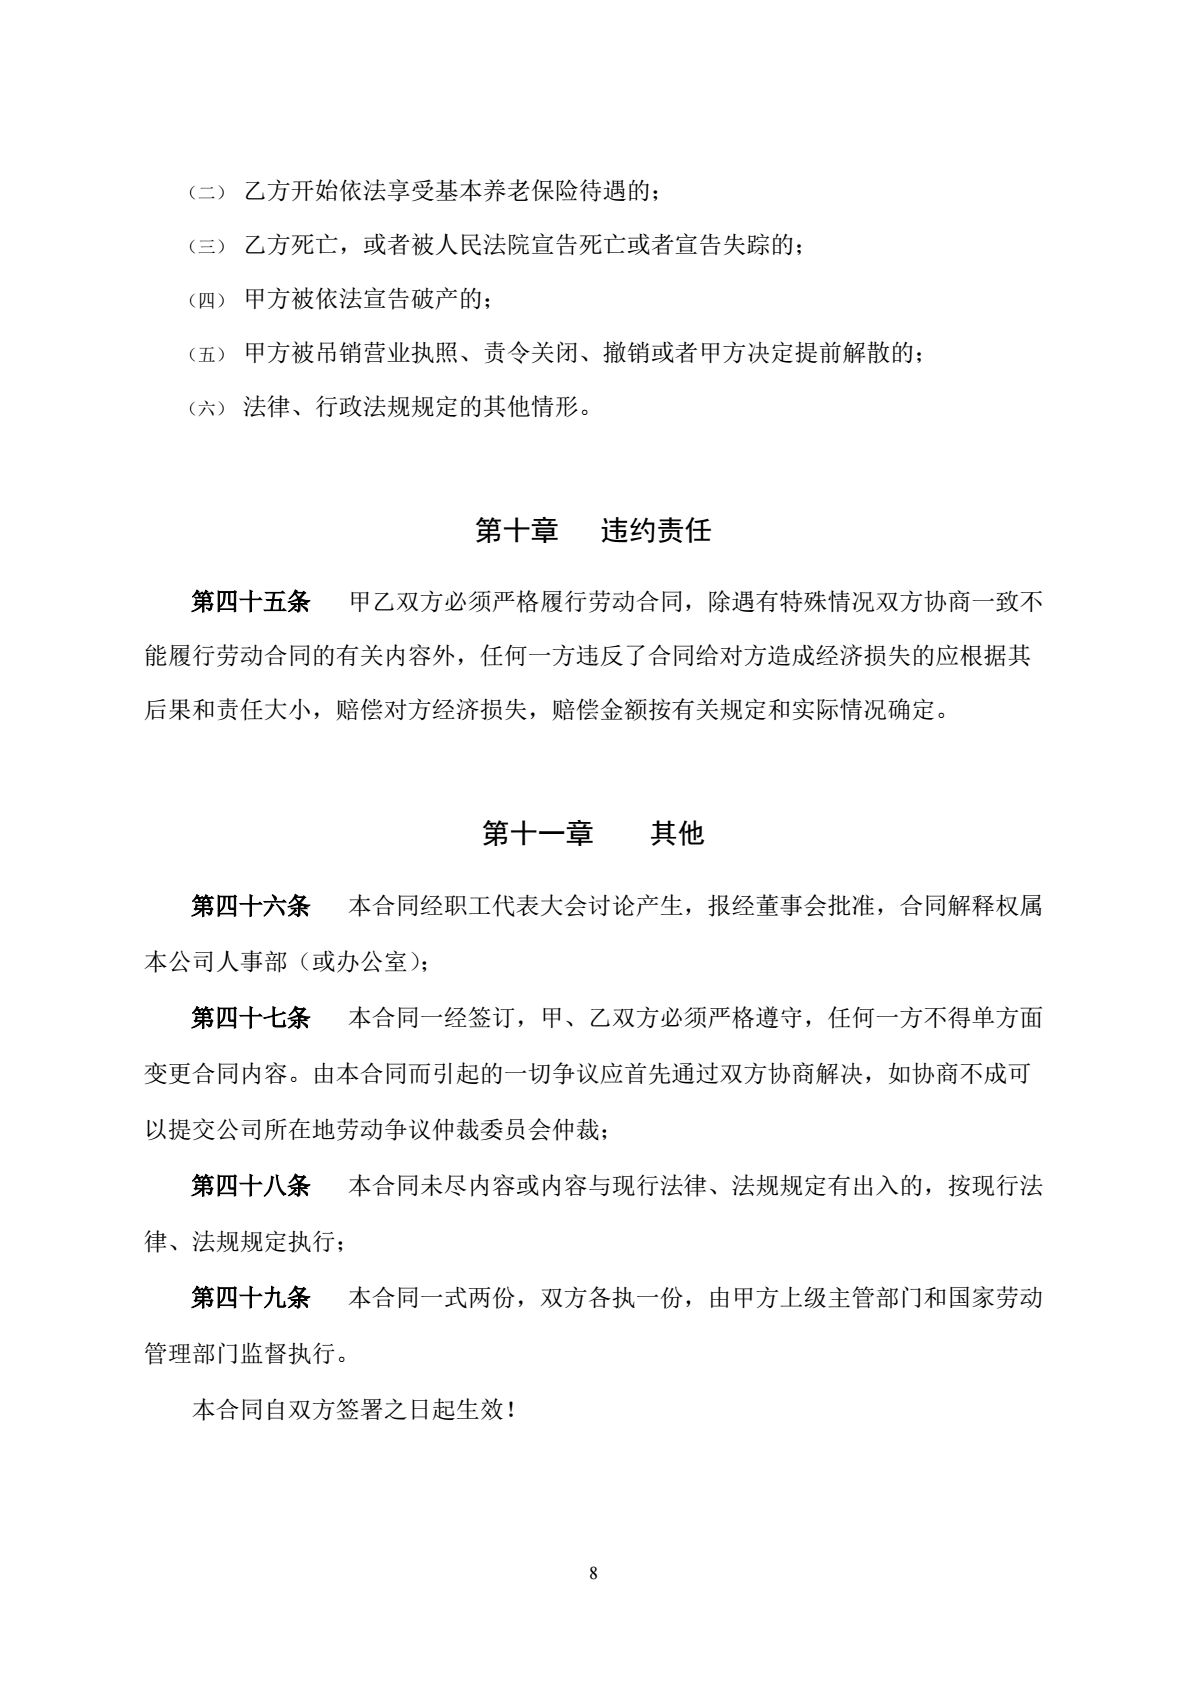 （二） 乙方开始依法享受基本养老保险待遇的；
（三） 乙方死亡，或者被人民法院宣告死亡或者宣告失踪的；
（四） 甲方被依法宣告破产的；
（五） 甲方被吊销营业执照、责令关闭、撤销或者甲方决定提前解散的；
（六） 法律、行政法规规定的其他情形。
第十章 违约责任
第四十五条 甲乙双方必须严格履行劳动合同，除遇有特殊情况双方协商一致不
能履行劳动合同的有关内容外，任何一方违反了合同给对方造成经济损失的应根据其
后果和责任大小，赔偿对方经济损失，赔偿金额按有关规定和实际情况确定。
第十一章 其他
第四十六条 本合同经职工代表大会讨论产生，报经董事会批准，合同解释权属
本公司人事部（或办公室）；
第四十七条 本合同一经签订，甲、乙双方必须严格遵守，任何一方不得单方面
变更合同内容。由本合同而引起的一切争议应首先通过双方协商解决，如协商不成可
以提交公司所在地劳动争议仲裁委员会仲裁；
第四十八条 本合同未尽内容或内容与现行法律、法规规定有出入的，按现行法
律、法规规定执行；
第四十九条 本合同一式两份，双方各执一份，由甲方上级主管部门和国家劳动
管理部门监督执行。
本合同自双方签署之日起生效！
8